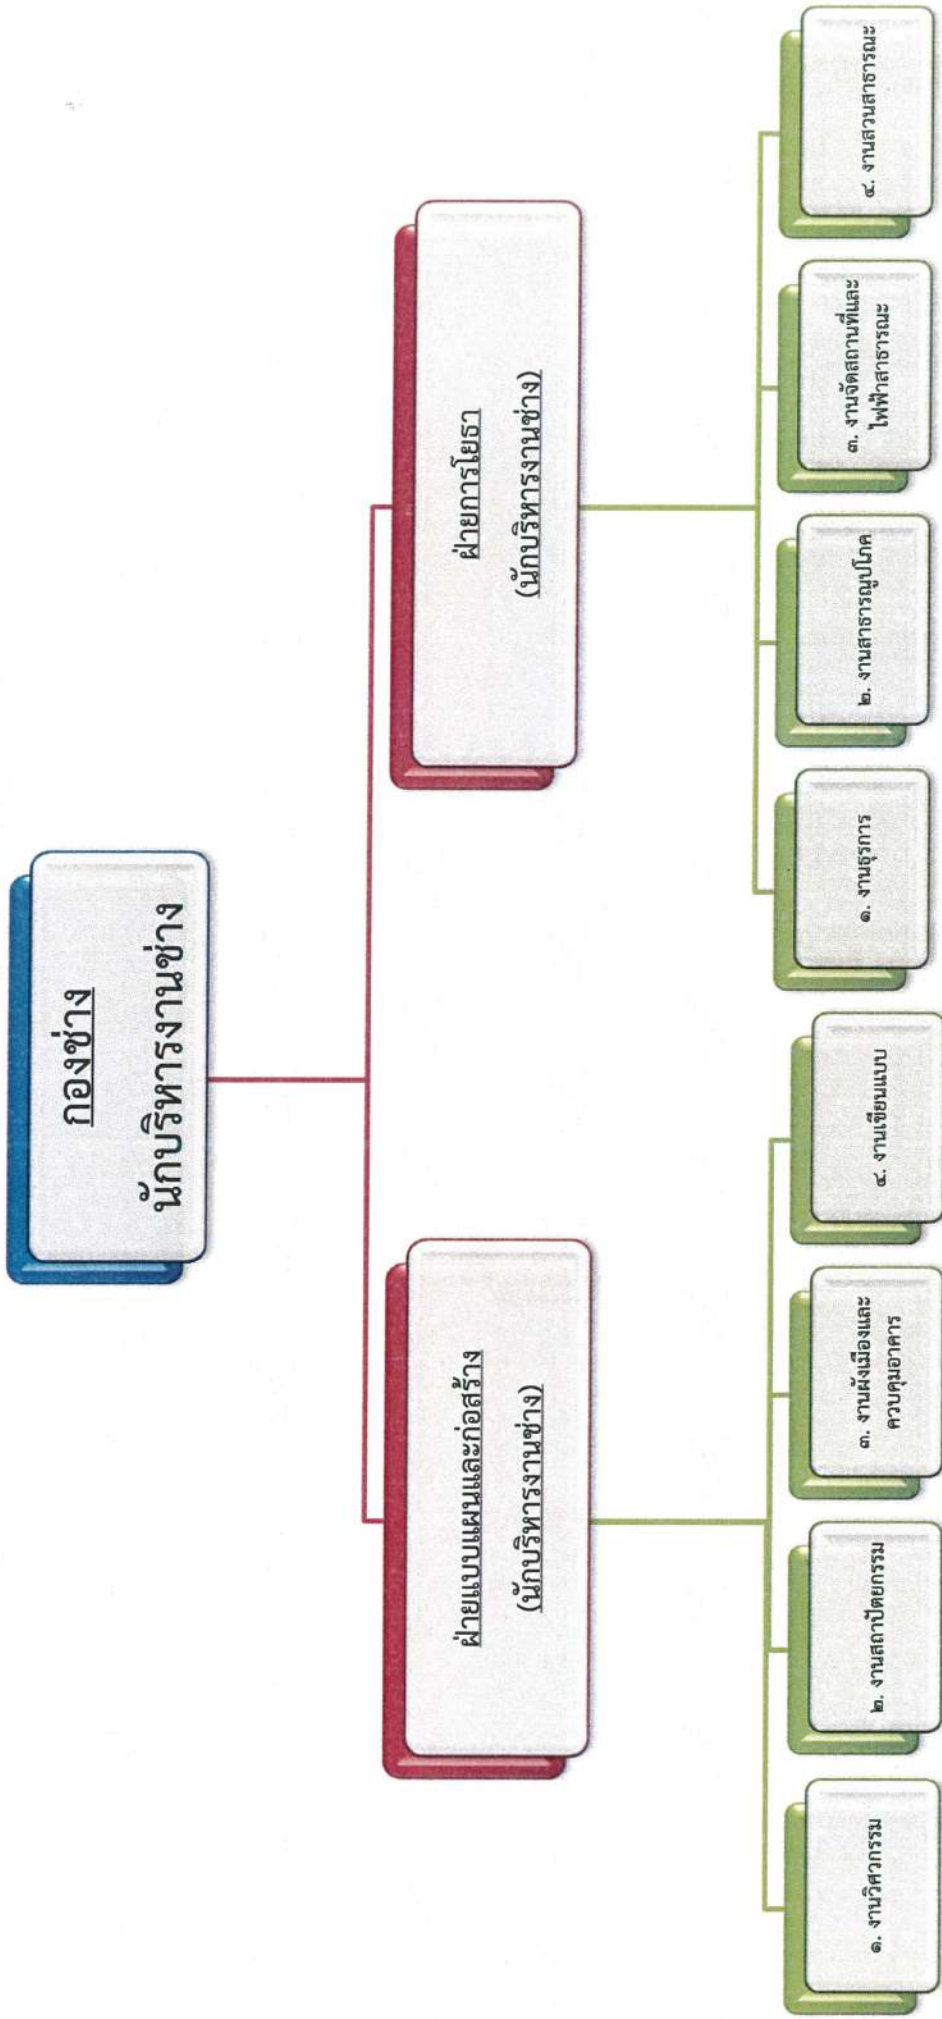 กองช่าง
นักบริหารงานช่าง
ฝ่ายแบบแผนและก่อสร้าง
(นักบริหารงานช่าง)
ฝ่ายการโยธา
(นักบริหารงานช่าง)
๑. งานวิศวกรรม
๒. งานสถาปัตยกรรม
๓. งานผังเมืองและ
ควบคุมอาคาร
๔. งานเขียนแบบ
๑. งานธุรการ
๒. งานสาธารณูปโภค
๓. งานจัดสถานที่และ
ไฟฟ้าสาธารณะ
๔. งานสวนสาธารณะ